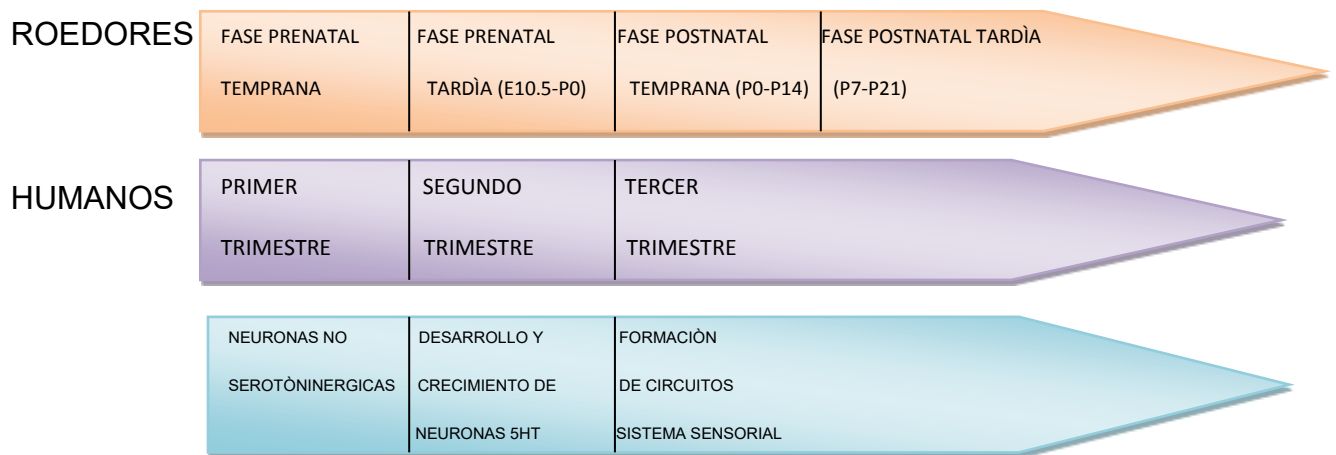 ROEDORES
FASE PRENATAL
TEMPRANA
FASE PRENATAL
TARDÌA (E10.5-P0)
FASE POSTNATAL
TEMPRANA (P0-P14)
FASE POSTNATAL TARDÌA
(P7-P21)
HUMANOS
PRIMER
TRIMESTRE
SEGUNDO
TRIMESTRE
TERCER
TRIMESTRE
NEURONAS NO
SEROTÒNINERGICAS
DESARROLLO Y
CRECIMIENTO DE
NEURONAS 5HT
FORMACIÒN
DE CIRCUITOS
SISTEMA SENSORIAL